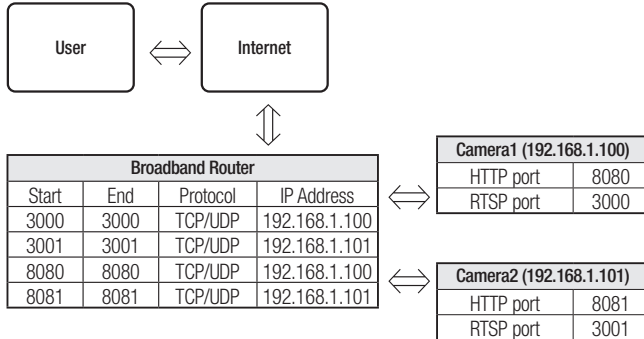 User
Internet
Broadband Router
Start End Protocol IP Address
3000 3000 TCP/UDP 192.168.1.100
3001 3001 TCP/UDP 192.168.1.101
8080 8080 TCP/UDP 192.168.1.100
8081 8081 TCP/UDP 192.168.1.101
Camera1 (192.168.1.100)
HTTP port 8080
RTSP port 3000
Camera2 (192.168.1.101)
HTTP port 8081
RTSP port 3001